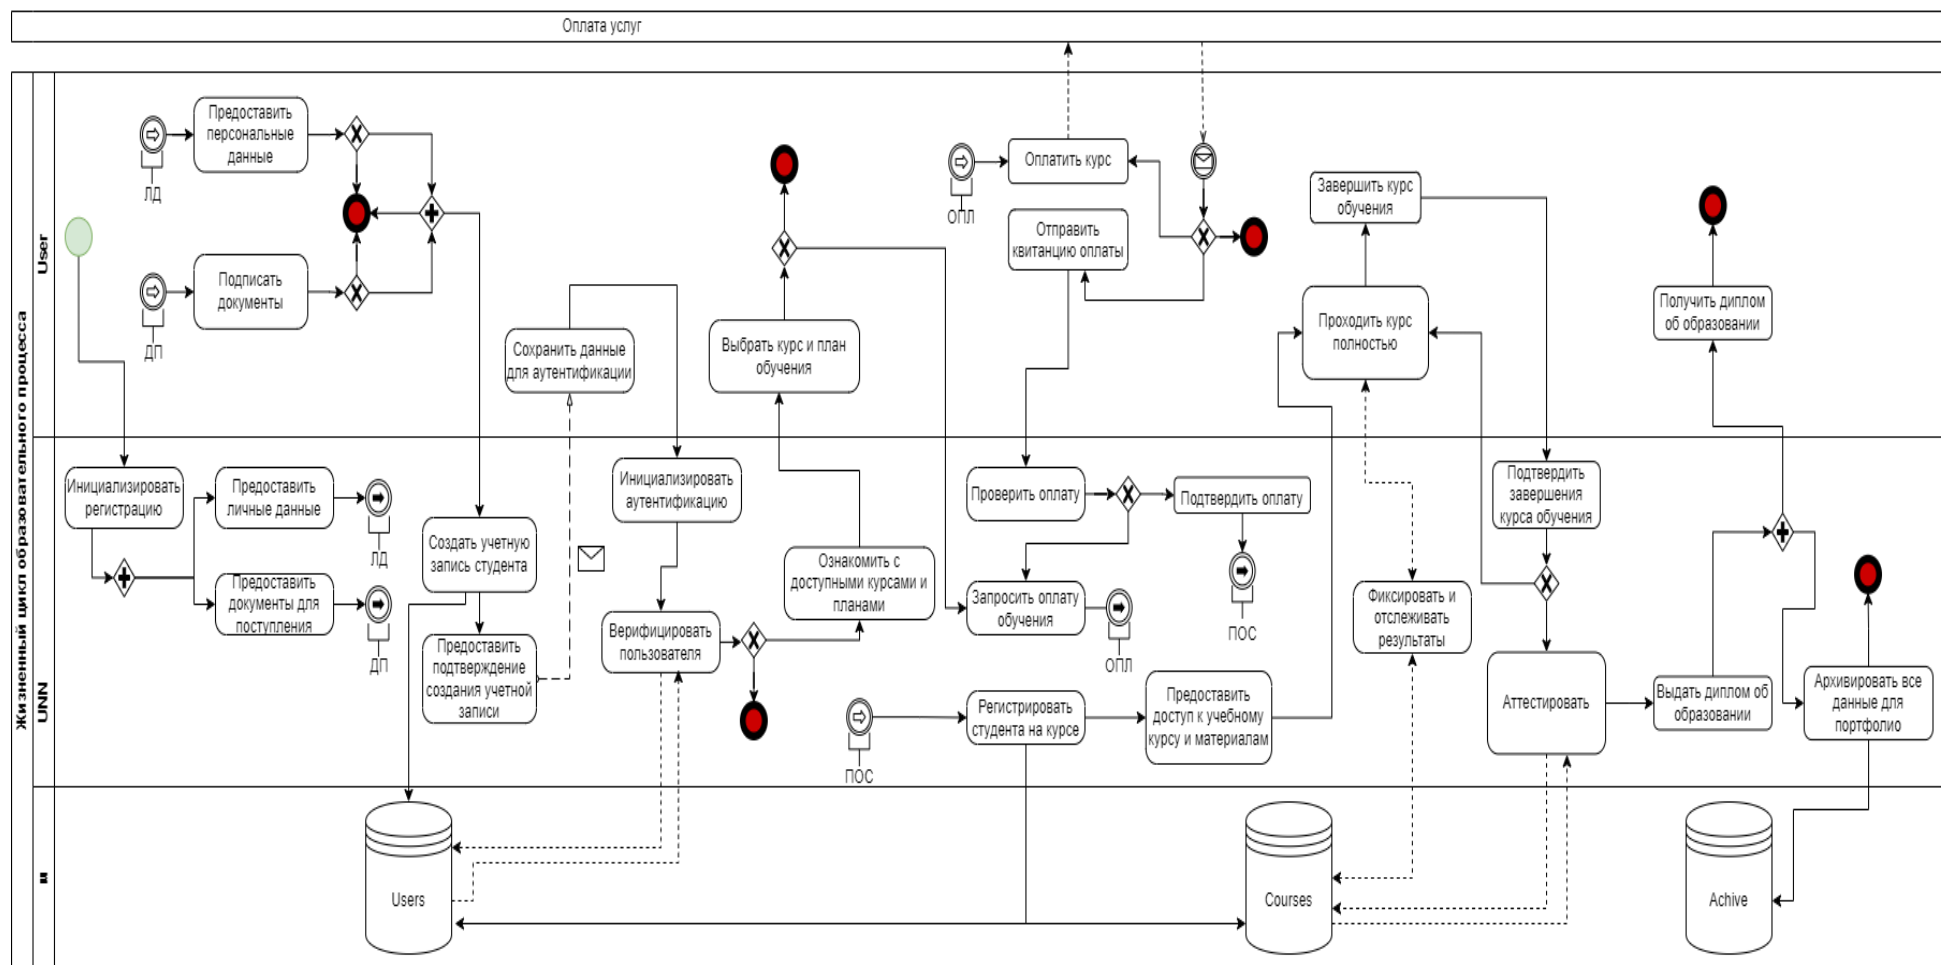 Оплата услуг
Жизненный цикл образовательного процесса
User
Предоставить
персональные
данные
ЛД
Подписать
документы
ДП
Сохранить данные
для аутентификации
Выбрать курс и план
обучения
ОПЛ
Оплатить курс
Отправить
квитанцию оплаты
Завершить курс
обучения
Проходить курс
полностью
Получить диплом
об образовании
UNN
Инициализировать
регистрацию
Предоставить
личные данные
ЛД
Предоставить
документы для
поступления
ДП
Создать учетную
запись студента
Предоставить
подтверждение
создания учетной
записи
Инициализировать
аутентификацию
Верифицировать
пользователя
Ознакомить с
доступными курсами и
планами
Проверить оплату
Подтвердить оплату
ПОС
Запросить оплату
обучения
ОПЛ
ПОС
Регистрировать
студента на курсе
Предоставить
доступ к учебному
курсу и материалам
Фиксировать и
отслеживать
результаты
Подтвердить
завершения
курса обучения
Аттестировать
Выдать диплом об
образовании
Архивировать все
данные для
портфолио
Users
Courses
Achive